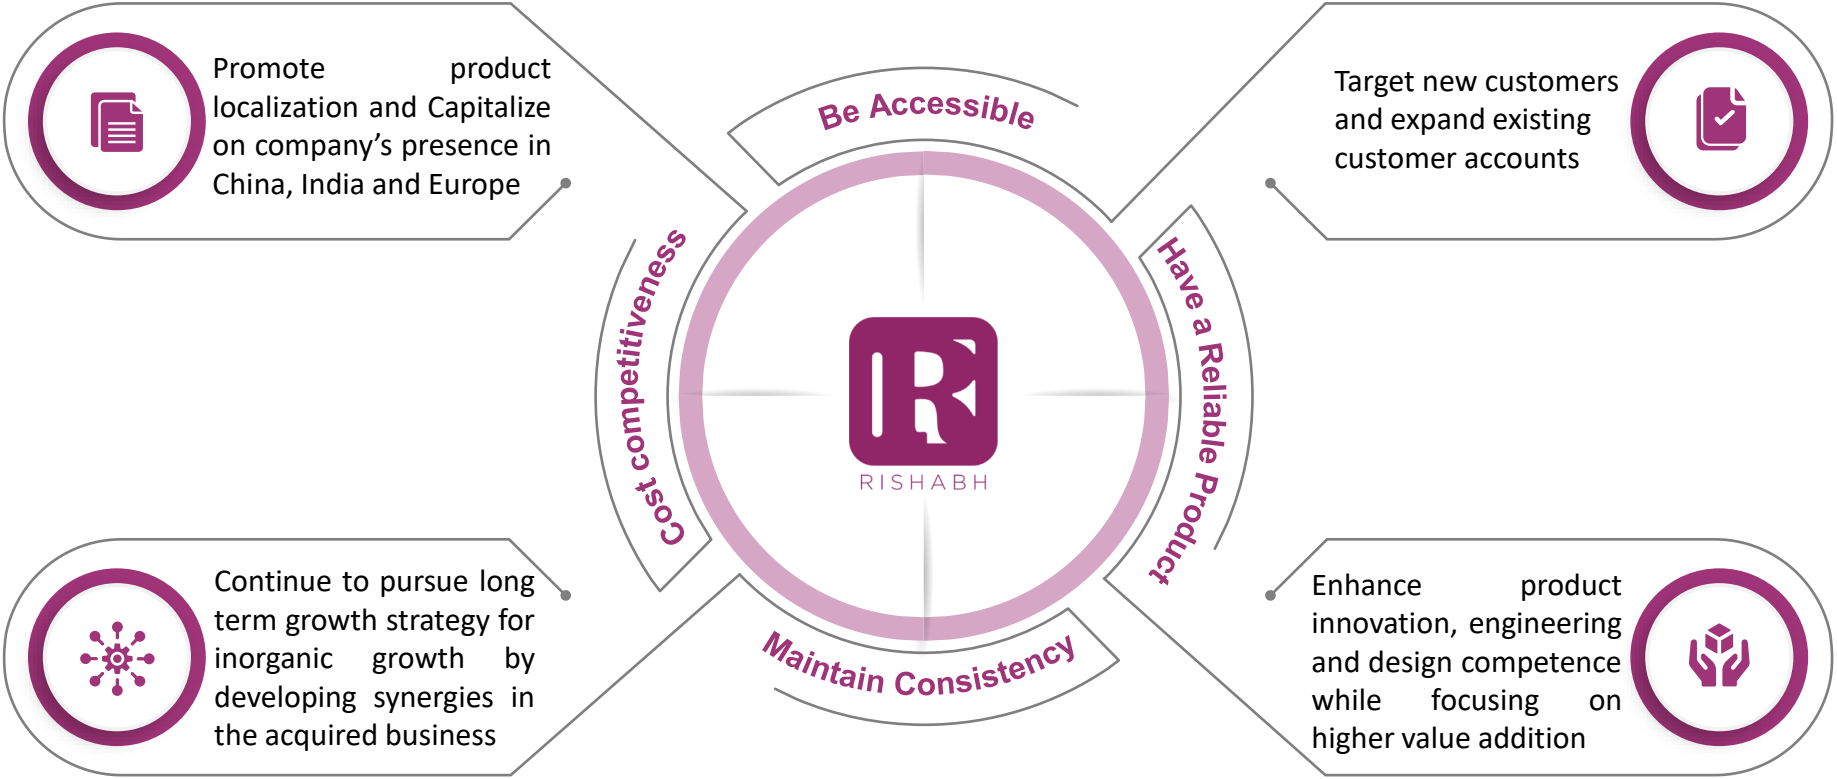 Promote product
localization and Capitalize
on company's presence in
China, India and Europe
Be Accessible
Target new customers
and expand existing
customer accounts
Cost competitiveness
Have a Reliable Product
RISHABH
Continue to pursue long
term growth strategy for
inorganic growth by
developing synergies in
the acquired business
Maintain Consistency
Enhance product
innovation, engineering
and design competence
while focusing on
higher value addition